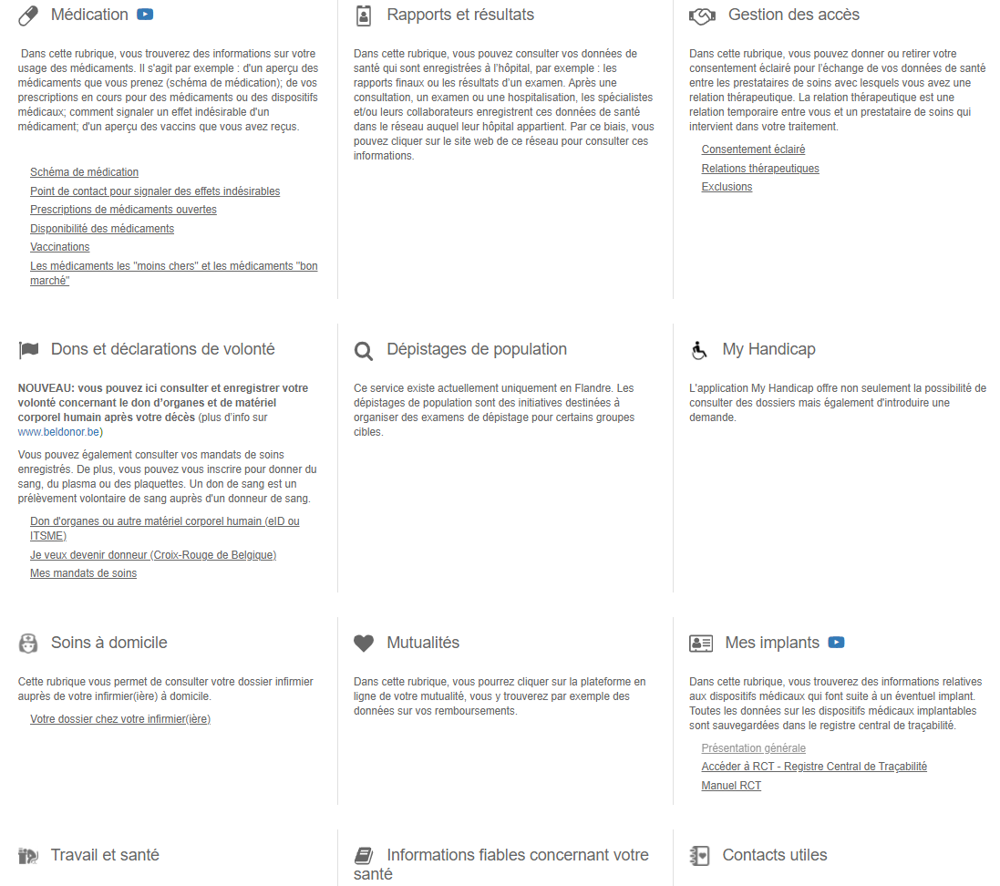 Médication
Dans cette rubrique, vous trouverez des informations sur votre
usage des médicaments. Il s'agit par exemple : d'un aperçu des
médicaments que vous prenez (schéma de médication); de vos
prescriptions en cours pour des médicaments ou des dispositifs
médicaux; comment signaler un effet indésirable d'un
médicament; d'un aperçu des vaccins que vous avez reçus.
Schéma de médication
Point de contact pour signaler des effets indésirables
Prescriptions de médicaments ouvertes
Disponibilité des médicaments
Vaccinations
Les médicaments les "moins chers" et les médicaments "bon
marché"
Rapports et résultats
Dans cette rubrique, vous pouvez consulter vos données de
santé qui sont enregistrées à l'hôpital, par exemple : les
rapports finaux ou les résultats d'un examen. Après une
consultation, un examen ou une hospitalisation, les spécialistes
et/ou leurs collaborateurs enregistrent ces données de santé
dans le réseau auquel leur hôpital appartient. Par ce biais, vous
pouvez cliquer sur le site web de ce réseau pour consulter ces
informations.
Gestion des accès
Dans cette rubrique, vous pouvez donner ou retirer votre
consentement éclairé pour l'échange de vos données de santé
entre les prestataires de soins avec lesquels vous avez une
relation thérapeutique. La relation thérapeutique est une
relation temporaire entre vous et un prestataire de soins qui
intervient dans votre traitement.
Consentement éclairé
Relations thérapeutiques
Exclusions
Dons et déclarations de volonté
NOUVEAU: vous pouvez ici consulter et enregistrer votre
volonté concernant le don d'organes et de matériel
corporel humain après votre décès (plus d'info sur
www.beldonor.be)
Vous pouvez également consulter vos mandats de soins
enregistrés. De plus, vous pouvez vous inscrire pour donner du
sang, du plasma ou des plaquettes. Un don de sang est un
prélèvement volontaire de sang auprès d'un donneur de sang.
Don d'organes ou autre matériel corporel humain (eID ou
ITSME)
Je veux devenir donneur (Croix-Rouge de Belgique)
Mes mandats de soins
Dépistages de population
Ce service existe actuellement uniquement en Flandre. Les
dépistages de population sont des initiatives destinées à
organiser des examens de dépistage pour certains groupes
cibles.
My Handicap
L'application My Handicap offre non seulement la possibilité de
consulter des dossiers mais également d'introduire une
demande.
Soins à domicile
Cette rubrique vous permet de consulter votre dossier infirmier
auprès de votre infirmier(ière) à domicile.
Votre dossier chez votre infirmier(ière)
Mutualités
Dans cette rubrique, vous pourrez cliquer sur la plateforme en
ligne de votre mutualité, vous y trouverez par exemple des
données sur vos remboursements.
Mes implants
Dans cette rubrique, vous trouverez des informations relatives
aux dispositifs médicaux qui font suite à un éventuel implant.
Toutes les données sur les dispositifs médicaux implantables
sont sauvegardées dans le registre central de traçabilité.
Présentation générale
Accéder à RCT - Registre Central de Traçabilité
Manuel RCT
Travail et santé
Informations fiables concernant votre
santé
Contacts utiles